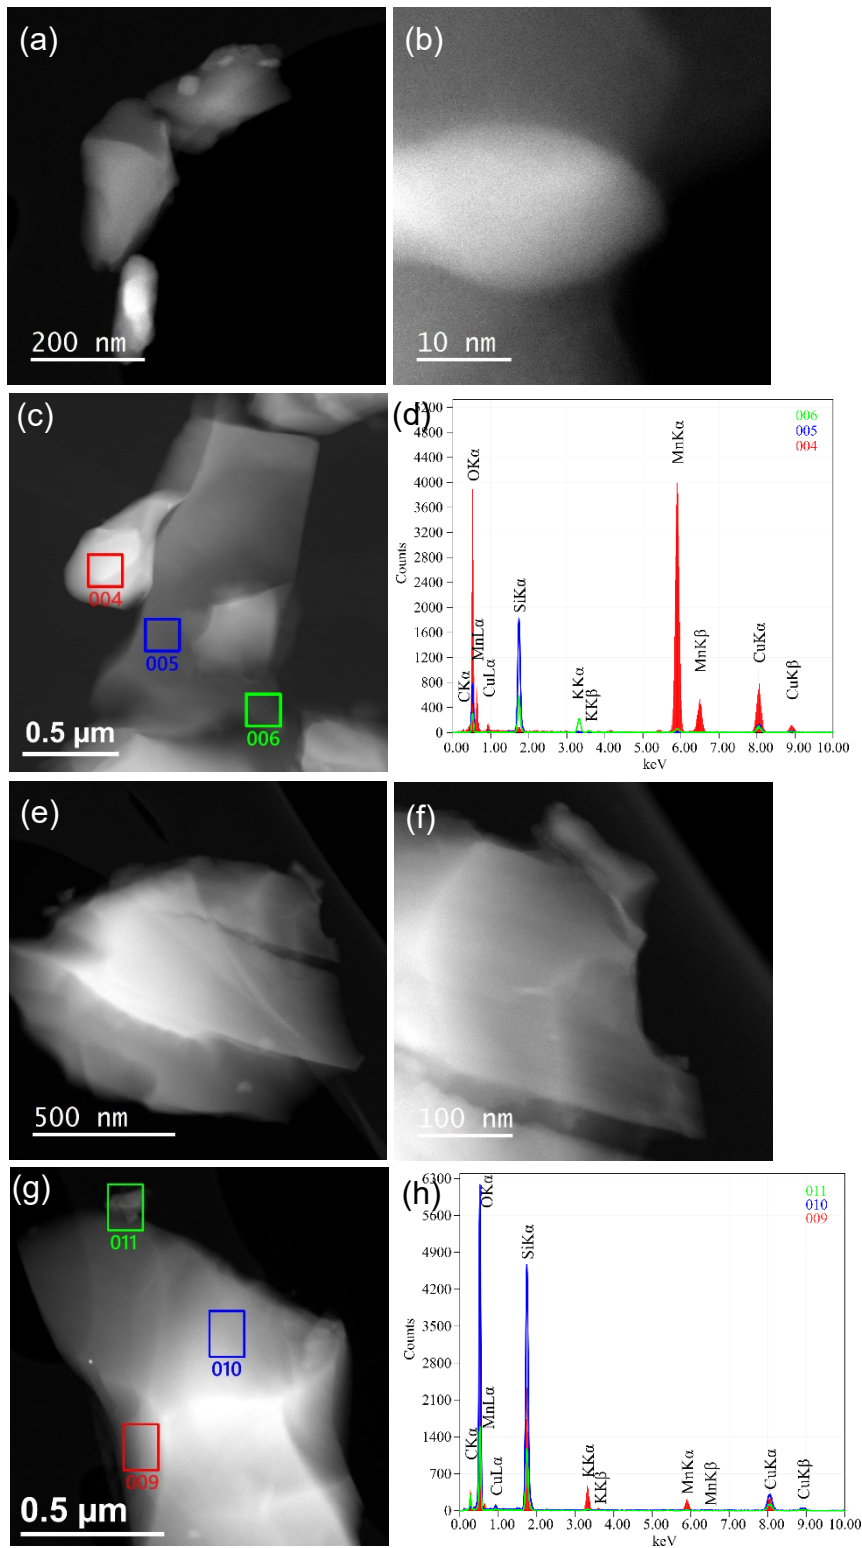 (a)
200 nm
(b)
10 nm
(c)
004
005
006
0.5 µm
(d)
006
005
004
5200
4800
4400
4000
3600
3200
2800
2400
2000
1600
1200
800
400
0
Counts
CKα
OKα
MnLα
CuLα
SiKα
KKα
KKβ
MnKα
MnKβ
CuKα
CuKβ
0.00 1.00 2.00 3.00 4.00 5.00 6.00 7.00 8.00 9.00 10.00
keV
(e)
500 nm
(f)
100 nm
(g)
011
010
009
0.5 µm
(h)
011
010
009
6300
5600
4900
4200
3500
2800
2100
1400
700
0
Counts
CKα
OKα
MnLα
CuLα
SiKα
KKα
KKβ
MnKα
MnKβ
CuKα
CuKβ
0.00 1.00 2.00 3.00 4.00 5.00 6.00 7.00 8.00 9.00 10.00
keV